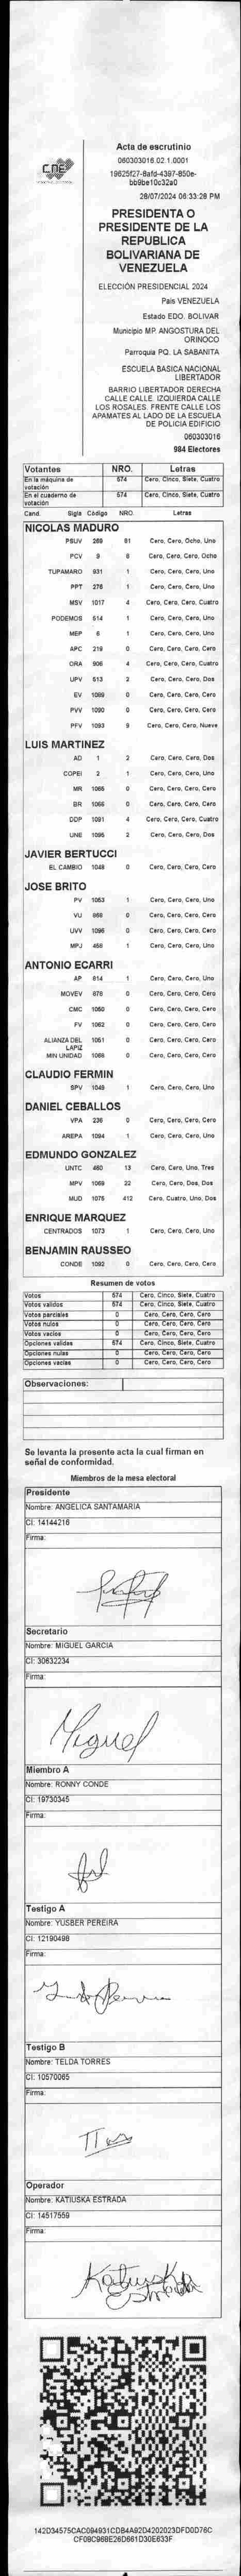 CNE
Acta de escrutinio
060303016.02.1.0001
19625f27-8afd-4397-850e-
bb9be10c32a0
28/07/2024 06:33:28 PM
PRESIDENTA O
PRESIDENTE DE LA
REPUBLICA
BOLIVARIANA DE
VENEZUELA
ELECCIÓN PRESIDENCIAL 2024
País VENEZUELA
Estado EDO. BOLIVAR
Municipio MP. ANGOSTURA DEL
ORINOCO
Parroquia PQ. LA SABANITA
ESCUELA BASICA NACIONAL
LIBERTADOR
BARRIO LIBERTADOR DERECHA
CALLE CALLE. IZQUIERDA CALLE
LOS ROSALES. FRENTE CALLE LOS
APAMATES AL LADO DE LA ESCUELA
DE POLICIA EDIFICIO
060303016
984 Electores
Votantes NRO. Letras
En la máquina de votación 574 Cero, Cinco, Siete, Cuatro
En el cuaderno de votación 574 Cero, Cinco, Siete, Cuatro
Cand. Sigla Código NRO. Letras
NICOLAS MADURO
PSUV 269 81 Cero, Cero, Ocho, Uno
PCV 9 8 Cero, Cero, Cero, Ocho
TUPAMARO 931 1 Cero, Cero, Cero, Uno
PPT 276 1 Cero, Cero, Cero, Uno
MSV 1017 4 Cero, Cero, Cero, Cuatro
PODEMOS 514 1 Cero, Cero, Cero, Uno
MEP 6 1 Cero, Cero, Cero, Uno
APC 219 0 Cero, Cero, Cero, Cero
ORA 906 4 Cero, Cero, Cero, Cuatro
UPV 513 2 Cero, Cero, Cero, Dos
EV 1089 0 Cero, Cero, Cero, Cero
PVV 1090 0 Cero, Cero, Cero, Cero
PFV 1093 9 Cero, Cero, Cero, Nueve
LUIS MARTINEZ
AD 1 2 Cero, Cero, Cero, Dos
COPEI 2 1 Cero, Cero, Cero, Uno
MR 1065 0 Cero, Cero, Cero, Cero
BR 1066 0 Cero, Cero, Cero, Cero
DDP 1091 4 Cero, Cero, Cero, Cuatro
UNE 1095 2 Cero, Cero, Cero, Dos
JAVIER BERTUCCI
EL CAMBIO 1048 0 Cero, Cero, Cero, Cero
JOSE BRITO
PV 1053 1 Cero, Cero, Cero, Uno
VU 868 0 Cero, Cero, Cero, Cero
UVV 1096 0 Cero, Cero, Cero, Cero
MPJ 458 1 Cero, Cero, Cero, Uno
ANTONIO ECARRI
AP 814 1 Cero, Cero, Cero, Uno
MOVEV 878 0 Cero, Cero, Cero, Cero
CMC 1050 0 Cero, Cero, Cero, Cero
FV 1062 0 Cero, Cero, Cero, Cero
ALIANZA DEL LAPIZ 1051 0 Cero, Cero, Cero, Cero
MIN UNIDAD 1068 0 Cero, Cero, Cero, Cero
CLAUDIO FERMIN
SPV 1049 1 Cero, Cero, Cero, Uno
DANIEL CEBALLOS
VPA 236 0 Cero, Cero, Cero, Cero
AREPA 1094 1 Cero, Cero, Cero, Uno
EDMUNDO GONZALEZ
UNTC 460 13 Cero, Cero, Uno, Tres
MPV 1069 22 Cero, Cero, Dos, Dos
MUD 1075 412 Cero, Cuatro, Uno, Dos
ENRIQUE MARQUEZ
CENTRADOS 1073 1 Cero, Cero, Cero, Uno
BENJAMIN RAUSSEO
CONDE 1092 0 Cero, Cero, Cero, Cero
Resumen de votos
Votos 574 Cero, Cinco, Siete, Cuatro
Votos validos 574 Cero, Cinco, Siete, Cuatro
Votos parciales 0 Cero, Cero, Cero, Cero
Votos nulos 0 Cero, Cero, Cero, Cero
Votos vacios 0 Cero, Cero, Cero, Cero
Opciones validas 574 Cero, Cinco, Siete, Cuatro
Opciones nulas 0 Cero, Cero, Cero, Cero
Opciones vacias 0 Cero, Cero, Cero, Cero
Observaciones:
Se levanta la presente acta la cual firman en
señal de conformidad.
Miembros de la mesa electoral
Presidente
Nombre: ANGELICA SANTAMARIA
CI: 14144216
Firma:
Secretario
Nombre: MIGUEL GARCIA
CI: 30632234
Firma:
Miguel
Miembro A
Nombre: RONNY CONDE
CI: 19730345
Firma:
Testigo A
Nombre: YUSBER PEREIRA
CI: 12190498
Firma:
Testigo B
Nombre: TELDA TORRES
CI: 10570065
Firma:
Operador
Nombre: KATIUSKA ESTRADA
CI: 14517559
Firma:
Katiuska
Estrada
142D34575CAC094931CDB4A92D4202023DFD0D76C
CF08C98BE26D661D30E633F